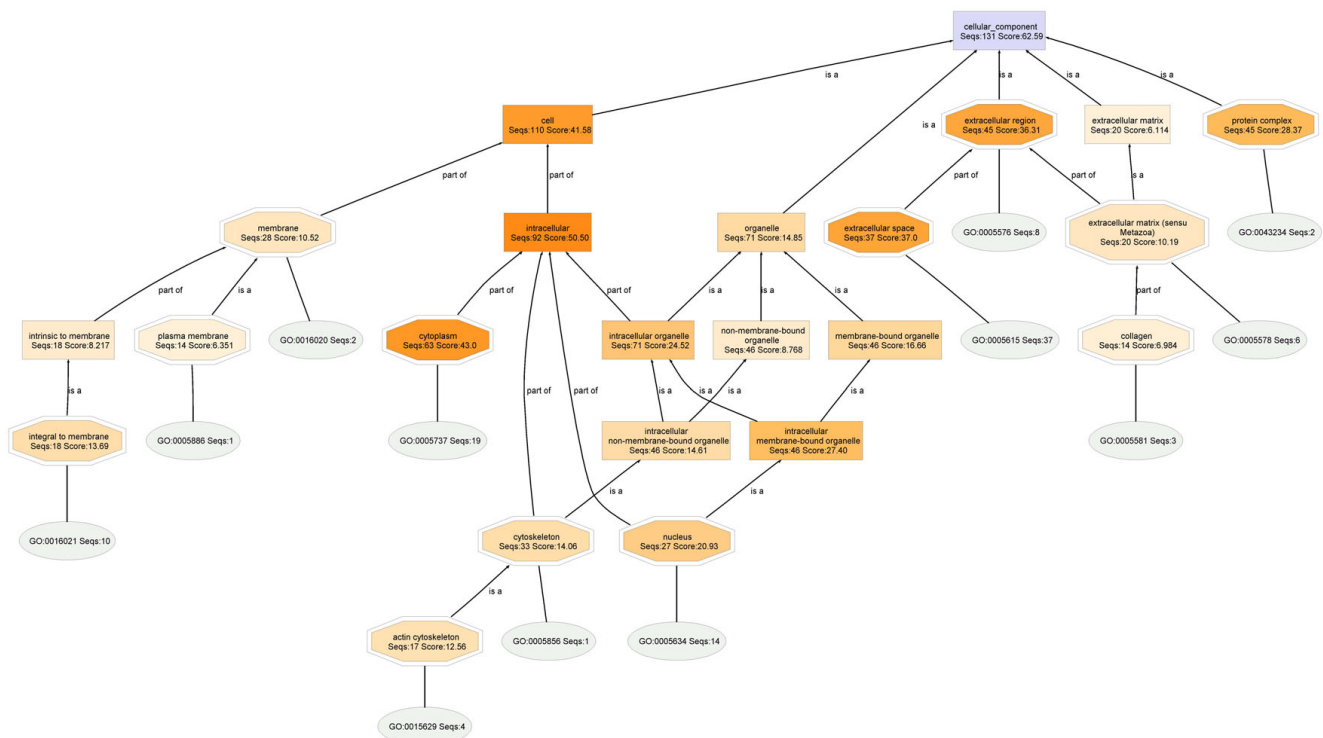 cellular_component
Seqs:131 Score:62.59
is a
is a
is a
is a
is a
cell
Seqs:110 Score:41.58
extracellular region
Seqs:45 Score:36.31
extracellular matrix
Seqs:20 Score:6.114
protein complex
Seqs:45 Score:28.37
part of
part of
part of
is a
part of
membrane
Seqs:28 Score:10.52
intracellular
Seqs:92 Score:50.50
organelle
Seqs:71 Score:14.85
extracellular space
Seqs:37 Score:37.0
GO:0005576 Seqs:8
extracellular matrix (sensu
Metazoa)
Seqs:20 Score:10.19
GO:0043234 Seqs:2
part of
is a
part of
part of
is a
is a
is a
part of
intrinsic to membrane
Seqs:18 Score:8.217
plasma membrane
Seqs:14 Score:6.351
GO:0016020 Seqs:2
cytoplasm
Seqs:63 Score:43.0
intracellular organelle
Seqs:71 Score:24.52
non-membrane-bound
organelle
Seqs:46 Score:8.768
membrane-bound organelle
Seqs:46 Score:16.66
GO:0005615 Seqs:37
collagen
Seqs:14 Score:6.984
GO:0005578 Seqs:6
is a
part of
part of
is a
is a
is a
is a
integral to membrane
Seqs:18 Score:13.69
GO:0005886 Seqs:1
GO:0005737 Seqs:19
intracellular
non-membrane-bound organelle
Seqs:46 Score:14.61
intracellular
membrane-bound organelle
Seqs:46 Score:27.40
GO:0005581 Seqs:3
is a
is a
GO:0016021 Seqs:10
cytoskeleton
Seqs:33 Score:14.06
nucleus
Seqs:27 Score:20.93
is a
actin cytoskeleton
Seqs:17 Score:12.56
GO:0005856 Seqs:1
GO:0005634 Seqs:14
GO:0015629 Seqs:4